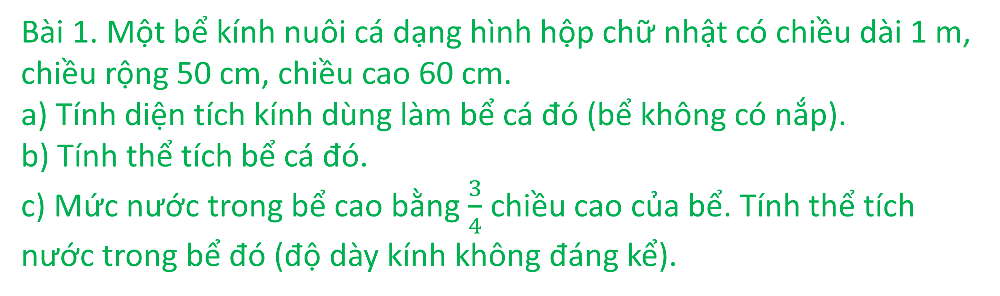 Bài 1. Một bể kính nuôi cá dạng hình hộp chữ nhật có chiều dài 1 m,
chiều rộng 50 cm, chiều cao 60 cm.
a) Tính diện tích kính dùng làm bể cá đó (bể không có nắp).
b) Tính thể tích bể cá đó.
c) Mức nước trong bể cao bằng 3/4 chiều cao của bể. Tính thể tích
nước trong bể đó (độ dày kính không đáng kể).